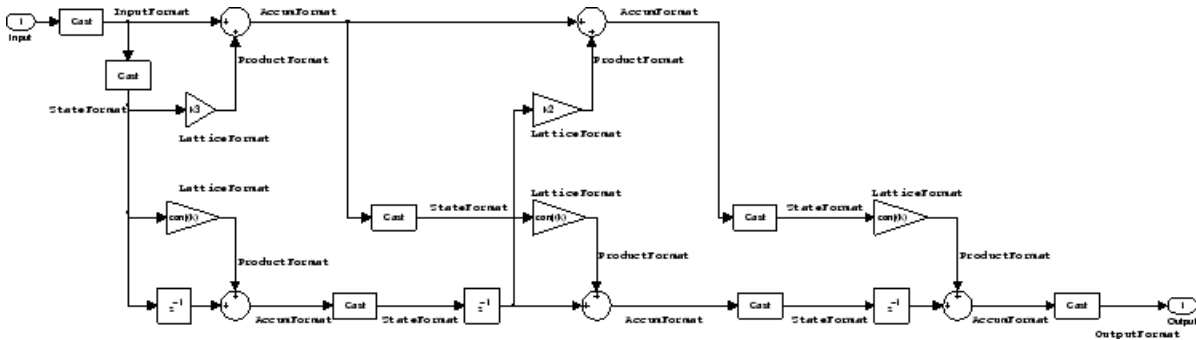 1
Input
Cast
InputFormat
AccumFormat
AccumFormat
Cast
ProductFormat
ProductFormat
StateFormat
k3
k2
LatticeFormat
LatticeFormat
LatticeFormat
LatticeFormat
LatticeFormat
conj(k)
Cast
StateFormat
conj(k)
Cast
StateFormat
conj(k)
ProductFormat
ProductFormat
ProductFormat
z-1
Cast
z-1
Cast
z-1
Cast
1
Output
AccumFormat
StateFormat
AccumFormat
StateFormat
AccumFormat
OutputFormat